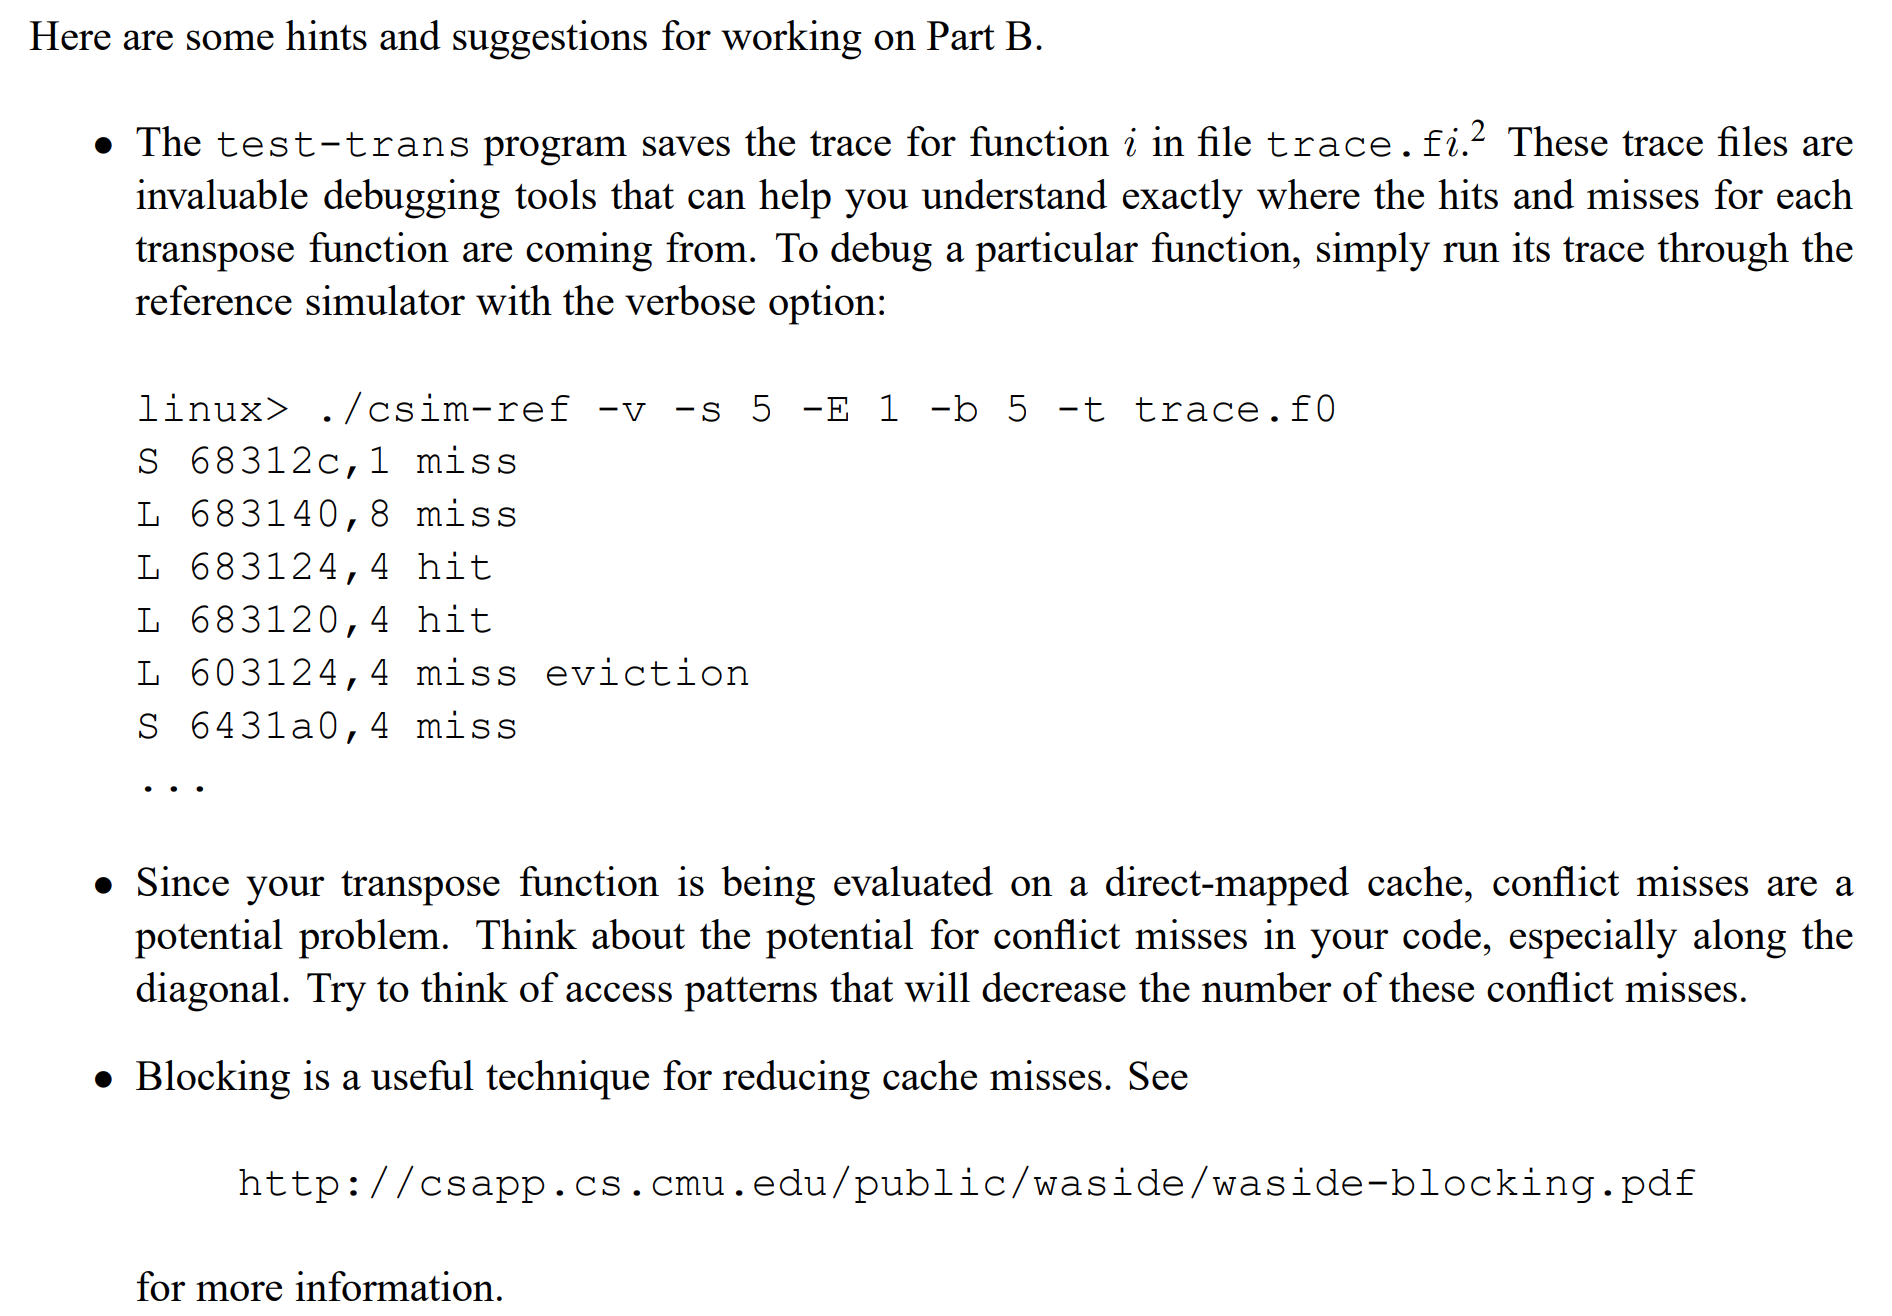 Here are some hints and suggestions for working on Part B.
• The test-trans program saves the trace for function i in file trace.fi.2 These trace files are
invaluable debugging tools that can help you understand exactly where the hits and misses for each
transpose function are coming from. To debug a particular function, simply run its trace through the
reference simulator with the verbose option:
linux> ./csim-ref -v -s 5 -E 1 -b 5 -t trace.f0
S 68312c,1 miss
L 683140,8 miss
L 683124,4 hit
L 683120,4 hit
L 603124,4 miss eviction
S 6431a0,4 miss
...
• Since your transpose function is being evaluated on a direct-mapped cache, conflict misses are a
potential problem. Think about the potential for conflict misses in your code, especially along the
diagonal. Try to think of access patterns that will decrease the number of these conflict misses.
• Blocking is a useful technique for reducing cache misses. See
http://csapp.cs.cmu.edu/public/waside/waside-blocking.pdf
for more information.